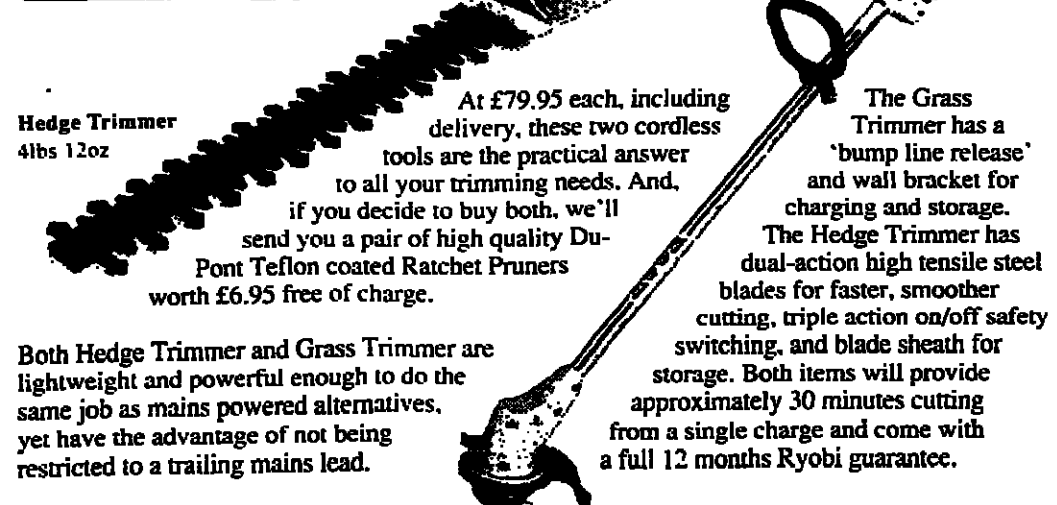 Hedge Trimmer
4lbs 12oz
At £79.95 each, including
delivery, these two cordless
tools are the practical answer
to all your trimming needs. And,
if you decide to buy both, we'll
send you a pair of high quality Du-
Pont Teflon coated Ratchet Pruners
worth £6.95 free of charge.
Both Hedge Trimmer and Grass Trimmer are
lightweight and powerful enough to do the
same job as mains powered alternatives,
yet have the advantage of not being
restricted to a trailing mains lead.
The Grass
Trimmer has a
'bump line release'
and wall bracket for
charging and storage.
The Hedge Trimmer has
dual-action high tensile steel
blades for faster, smoother
cutting, triple action on/off safety
switching, and blade sheath for
storage. Both items will provide
approximately 30 minutes cutting
from a single charge and come with
a full 12 months Ryobi guarantee.